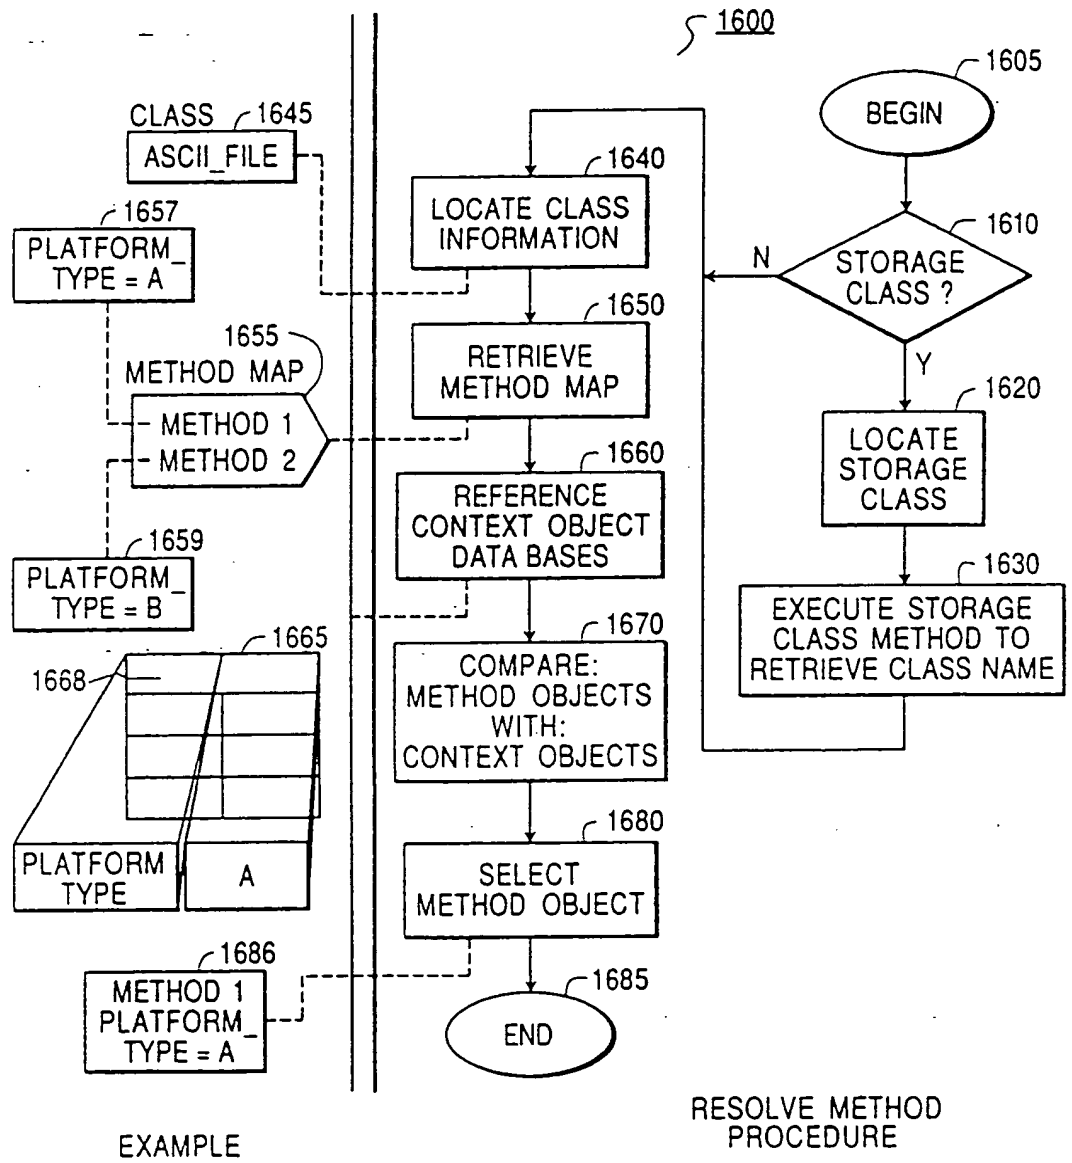 1600
1605
BEGIN
CLASS
1645
ASCII_FILE
1640
LOCATE CLASS
INFORMATION
1610
STORAGE
CLASS ?
N
Y
1657
PLATFORM_
TYPE = A
1655
METHOD MAP
METHOD 1
METHOD 2
1650
RETRIEVE
METHOD MAP
1620
LOCATE
STORAGE
CLASS
1660
REFERENCE
CONTEXT OBJECT
DATA BASES
1659
PLATFORM_
TYPE = B
1630
EXECUTE STORAGE
CLASS METHOD TO
RETRIEVE CLASS NAME
1665
1668
PLATFORM
TYPE
A
1670
COMPARE:
METHOD OBJECTS
WITH:
CONTEXT OBJECTS
1680
SELECT
METHOD OBJECT
1686
METHOD 1
PLATFORM_
TYPE = A
1685
END
EXAMPLE
RESOLVE METHOD
PROCEDURE